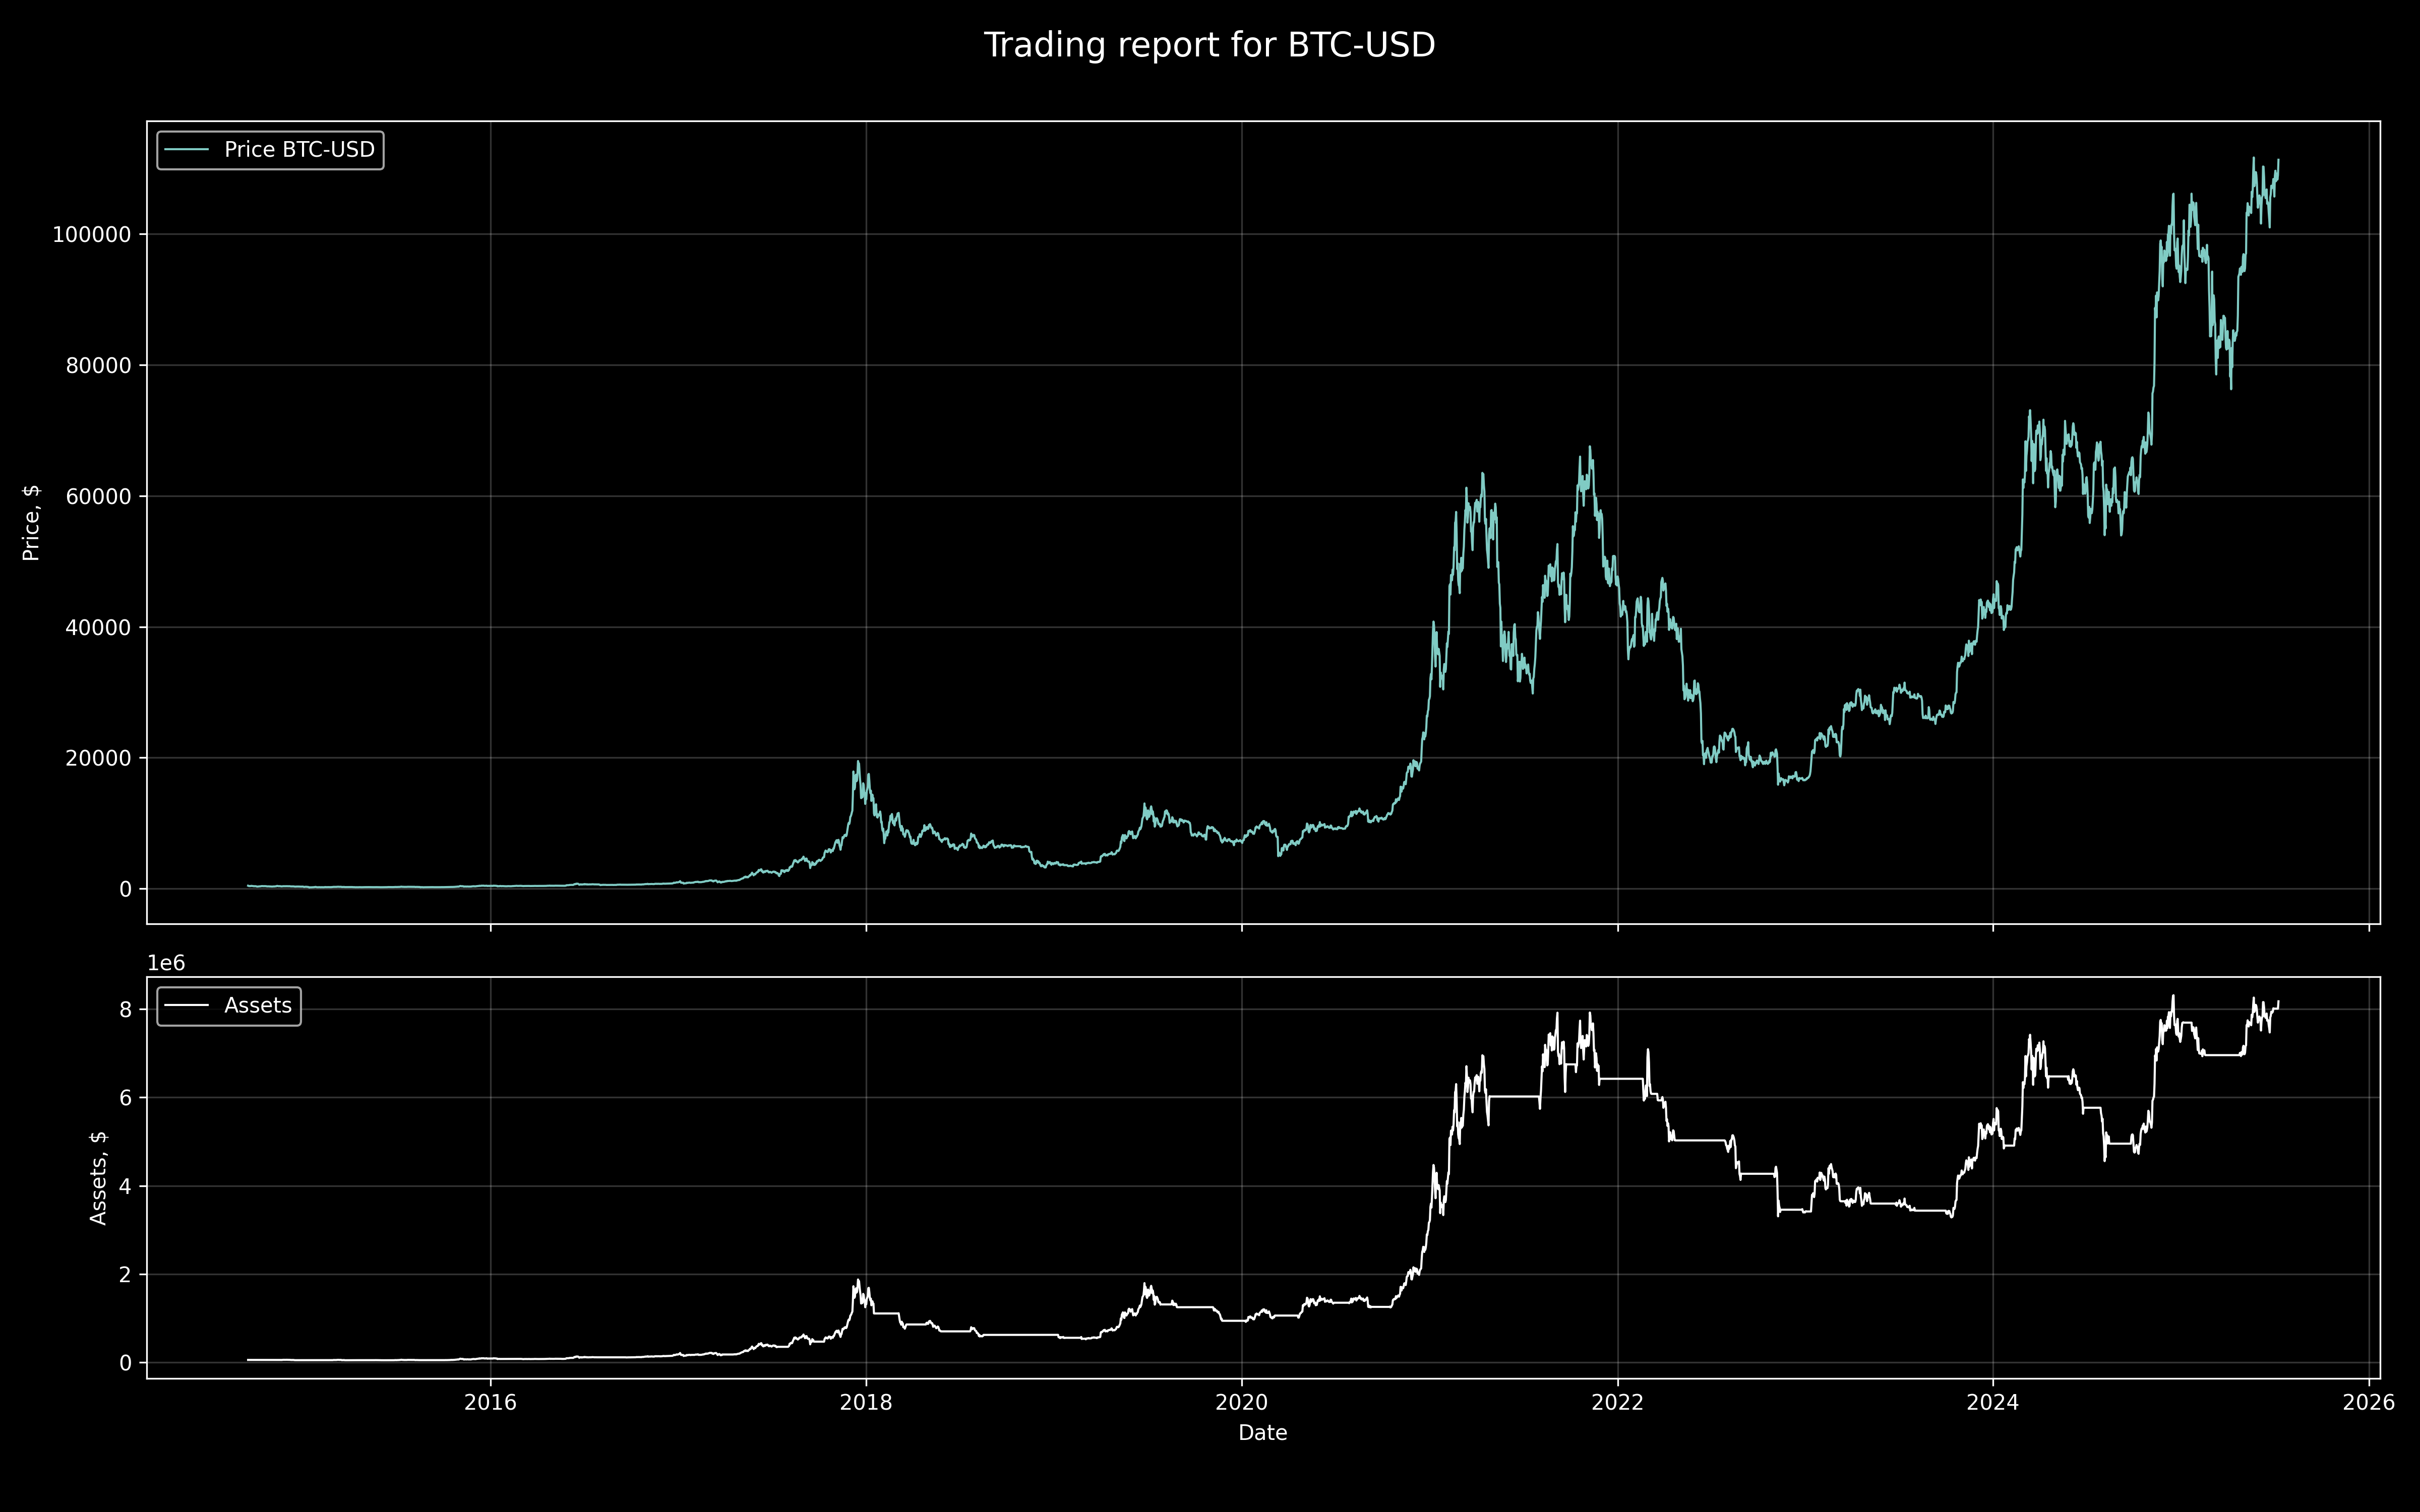 Trading report for BTC-USD
Price BTC-USD
100000
80000
60000
40000
20000
0
Price, $
1e6
Assets
8
6
4
2
0
Assets, $
2016 2018 2020 2022 2024 2026
Date